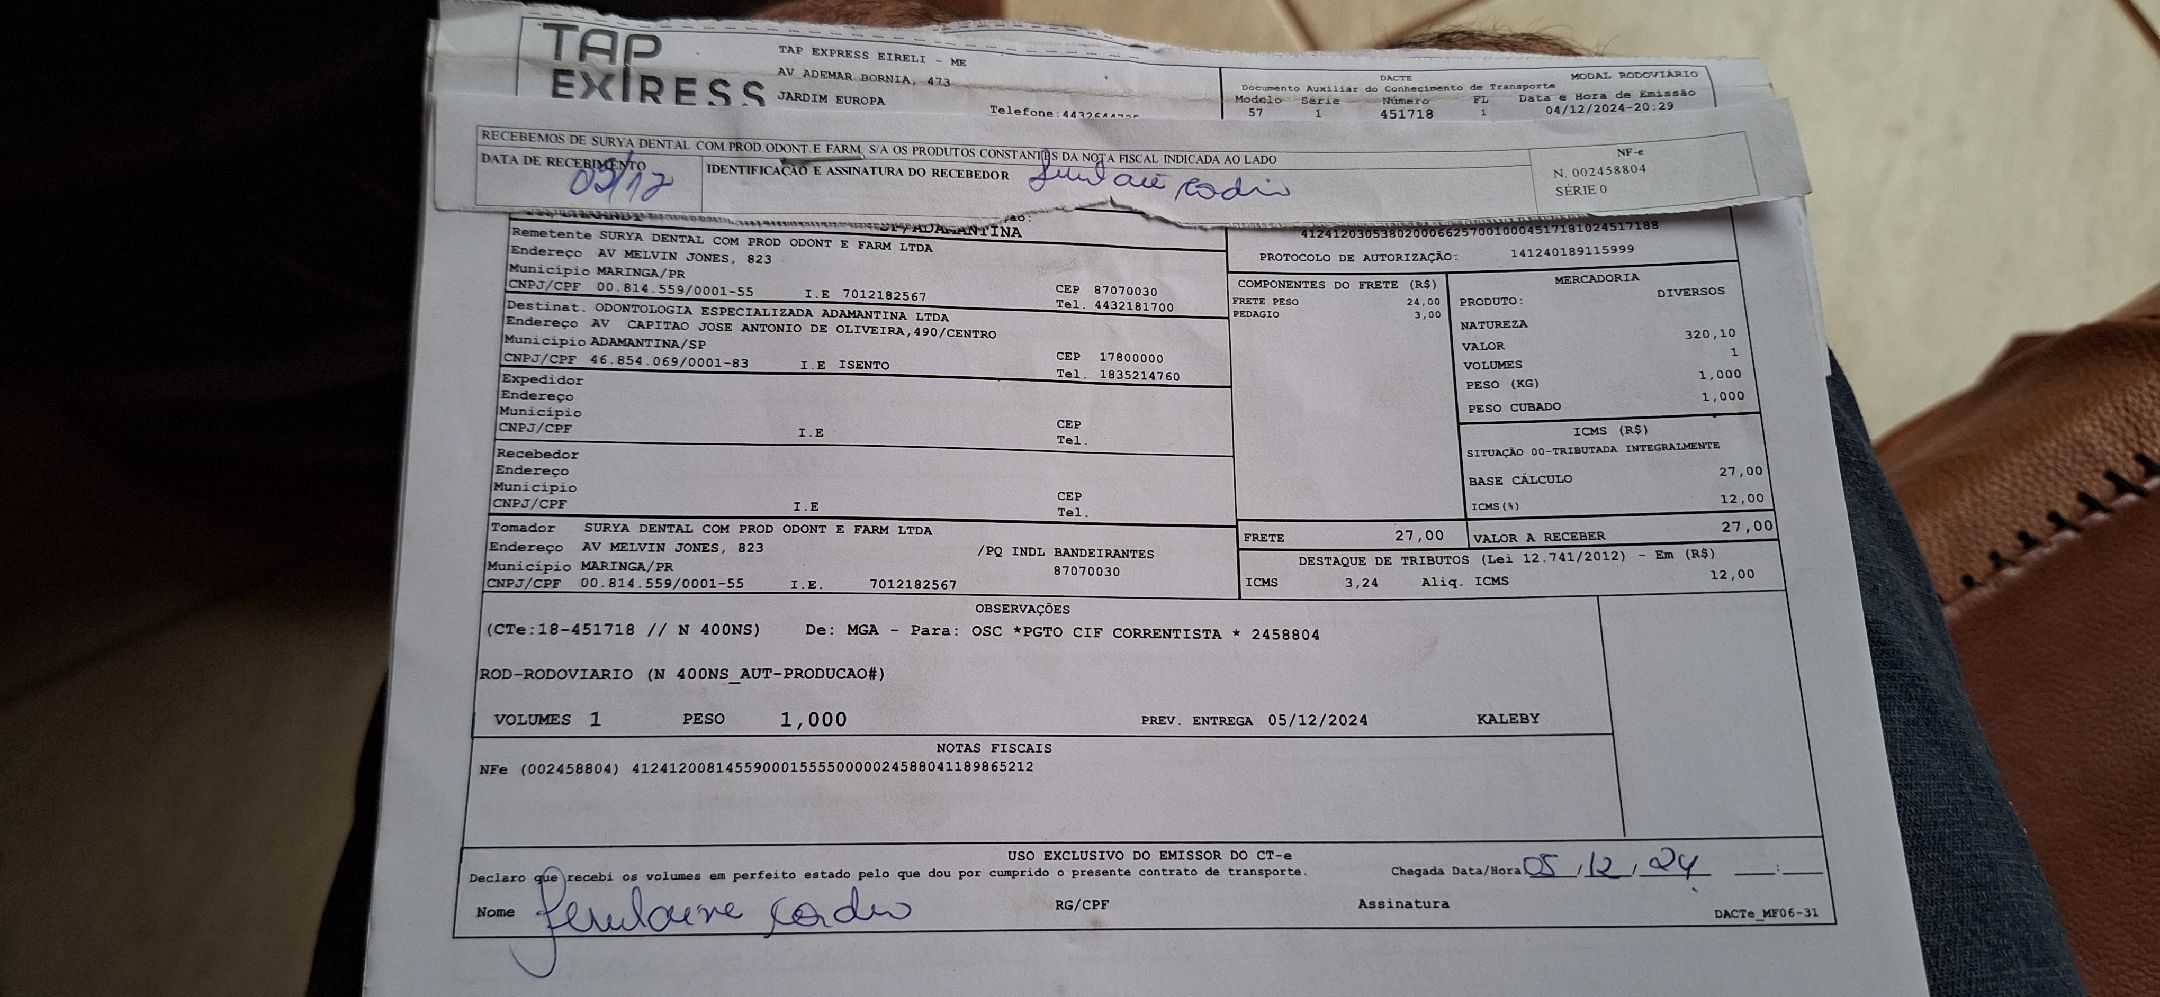 TAP
EXPRESS
TAP EXPRESS EIRELI - ME
AV ADEMAR BORNIA, 473
JARDIM EUROPA
DACTE MODAL RODOVIÁRIO
Documento Auxiliar do Conhecimento de Transporte
Modelo Série Número FL Data e Hora de Emissão
57 1 451718 1 04/12/2024-20:29
RECEBEMOS DE SURYA DENTAL COM PROD ODONT E FARM. S/A OS PRODUTOS CONSTANTES DA NOTA FISCAL INDICADA AO LADO
DATA DE RECEBIMENTO
IDENTIFICAÇÃO E ASSINATURA DO RECEBEDOR
NF-e
N. 002458804
SÉRIE 0
SP/ADAMANTINA
Remetente SURYA DENTAL COM PROD ODONT E FARM LTDA
Endereço AV MELVIN JONES, 823
Município MARINGA/PR CEP 87070030
CNPJ/CPF 00.814.559/0001-55 I.E 7012182567 Tel. 4432181700
Destinat. ODONTOLOGIA ESPECIALIZADA ADAMANTINA LTDA
Endereço AV CAPITAO JOSE ANTONIO DE OLIVEIRA,490/CENTRO
Município ADAMANTINA/SP CEP 17800000
CNPJ/CPF 46.854.069/0001-83 I.E ISENTO Tel. 1835214760
Expedidor
Endereço
Município CEP
CNPJ/CPF I.E Tel.
Recebedor
Endereço
Município CEP
CNPJ/CPF I.E Tel.
Tomador SURYA DENTAL COM PROD ODONT E FARM LTDA
Endereço AV MELVIN JONES, 823 /PQ INDL BANDEIRANTES
Município MARINGA/PR 87070030
CNPJ/CPF 00.814.559/0001-55 I.E. 7012182567
PROTOCOLO DE AUTORIZAÇÃO: 141240189115999
COMPONENTES DO FRETE (R$)
FRETE PESO 24,00
PEDAGIO 3,00
MERCADORIA
PRODUTO: DIVERSOS
NATUREZA
VALOR 320,10
VOLUMES 1
PESO (KG) 1,000
PESO CUBADO 1,000
ICMS (R$)
SITUAÇÃO 00-TRIBUTADA INTEGRALMENTE
BASE CÁLCULO 27,00
ICMS(%) 12,00
FRETE 27,00 VALOR A RECEBER 27,00
DESTAQUE DE TRIBUTOS (Lei 12.741/2012) - Em (R$)
ICMS 3,24 Aliq. ICMS 12,00
OBSERVAÇÕES
(CTe:18-451718 // N 400NS) De: MGA - Para: OSC *PGTO CIF CORRENTISTA * 2458804
ROD-RODOVIARIO (N 400NS_AUT-PRODUCAO#)
VOLUMES 1 PESO 1,000 PREV. ENTREGA 05/12/2024 KALEBY
NOTAS FISCAIS
NFe (002458804) 41241200814559000155550000024588041189865212
USO EXCLUSIVO DO EMISSOR DO CT-e
Declaro que recebi os volumes em perfeito estado pelo que dou por cumprido o presente contrato de transporte. Chegada Data/Hora 05/12/24 __:__
Nome RG/CPF Assinatura
DACTe_MF06-31